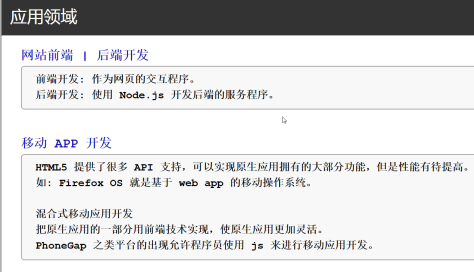 应用领域
网站前端 | 后端开发
前端开发: 作为网页的交互程序。
后端开发: 使用 Node.js 开发后端的服务程序。
移动 APP 开发
HTML5 提供了很多 API 支持, 可以实现原生应用拥有的大部分功能, 但是性能有待提高。
如: Firefox OS 就是基于 web app 的移动操作系统。
混合式移动应用开发
把原生应用的一部分用前端技术实现, 使原生应用更加灵活。
PhoneGap 之类平台的出现允许程序员使用 js 来进行移动应用开发。